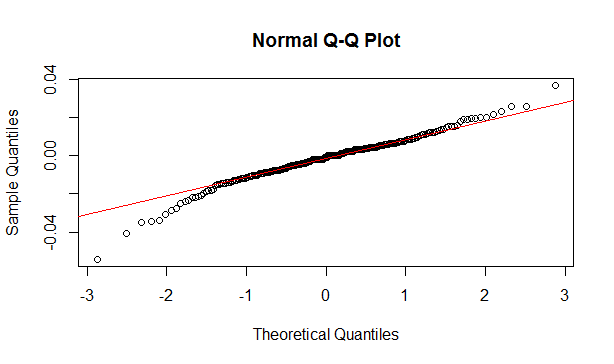 Normal Q-Q Plot
0.04
0.00
-0.04
Sample Quantiles
-3 -2 -1 0 1 2 3
Theoretical Quantiles